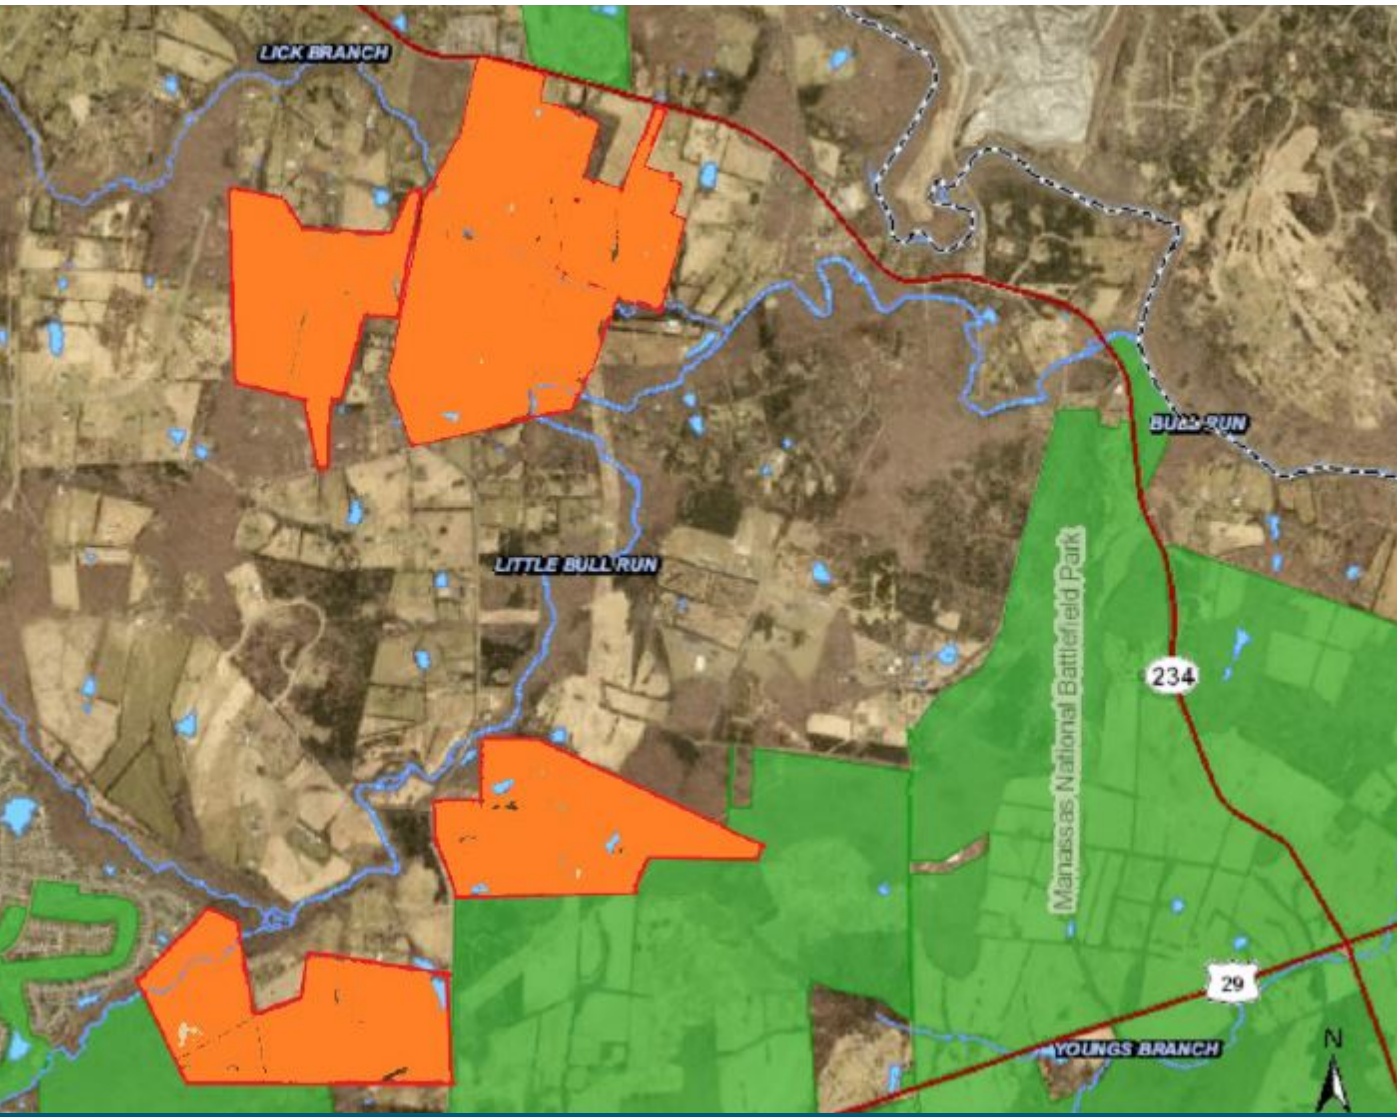 LICK BRANCH
BULL RUN
LITTLE BULL RUN
Manassas National Battlefield Park
234
29
N
YOUNGS BRANCH